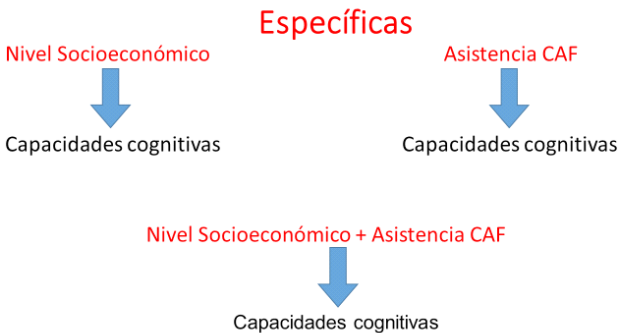 Específicas
Nivel Socioeconómico
Asistencia CAF
Capacidades cognitivas
Capacidades cognitivas
Nivel Socioeconómico + Asistencia CAF
Capacidades cognitivas